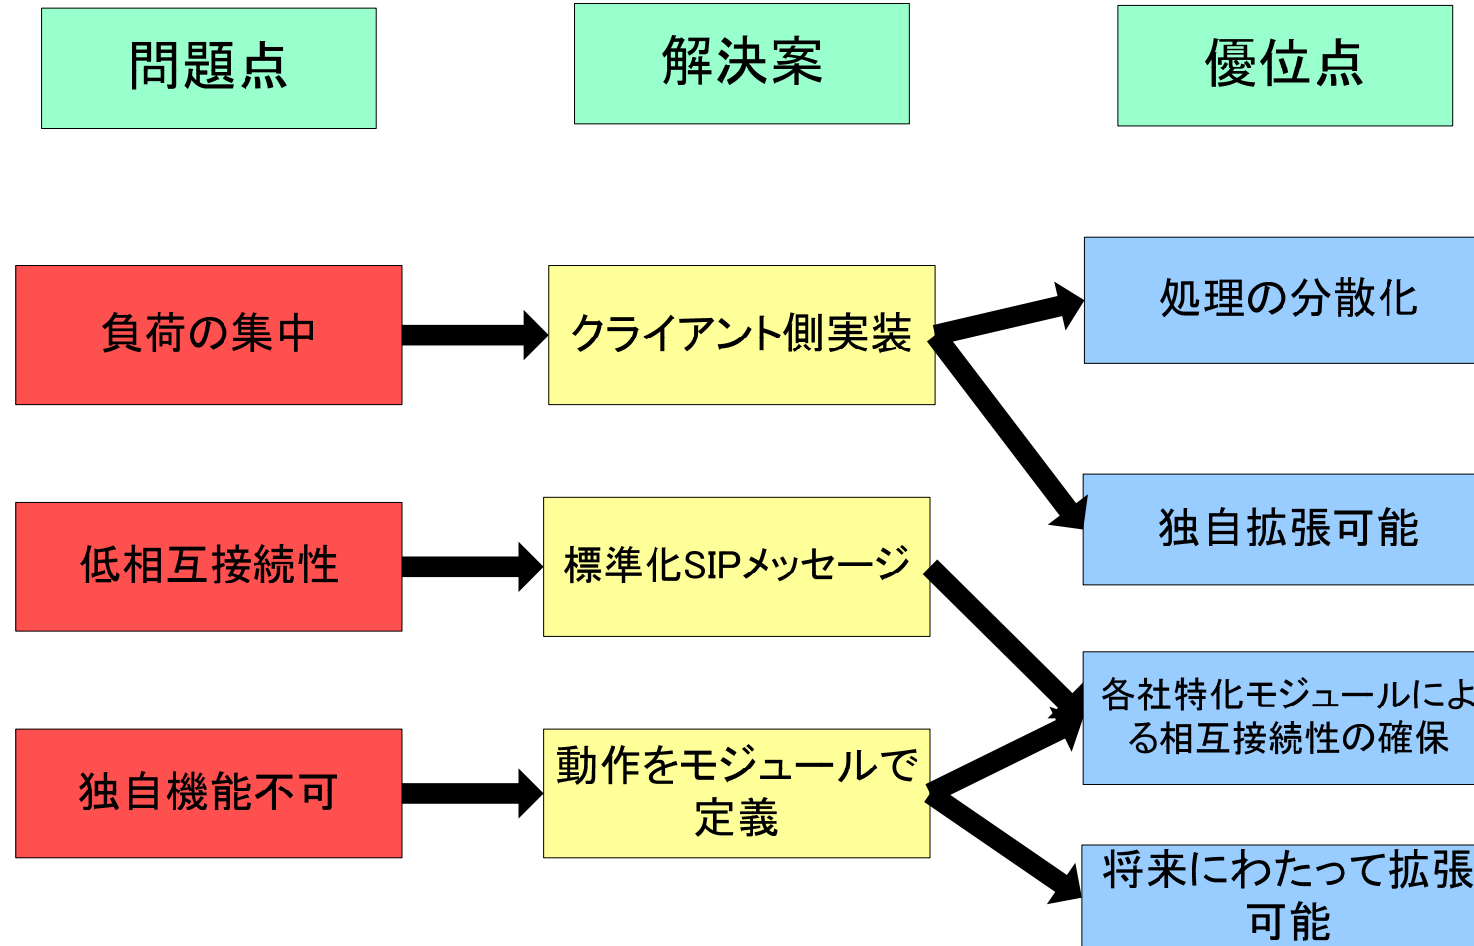 問題点
解決案
優位点
負荷の集中
クライアント側実装
処理の分散化
独自拡張可能
低相互接続性
標準化SIPメッセージ
各社特化モジュールによ
る相互接続性の確保
独自機能不可
動作をモジュールで
定義
将来にわたって拡張
可能